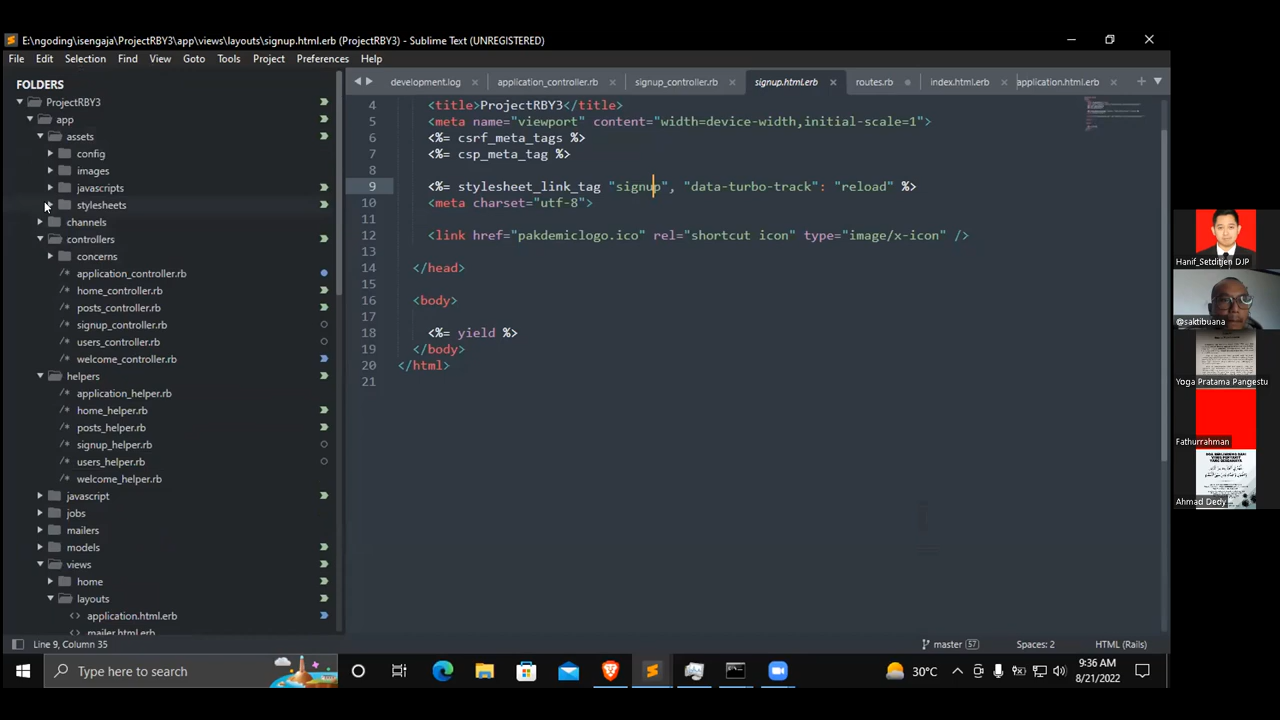 E:\ngoding\isengaja\ProjectRBY3\app\views\layouts\signup.html.erb (ProjectRBY3) - Sublime Text (UNREGISTERED)
File Edit Selection Find View Goto Tools Project Preferences Help
FOLDERS
ProjectRBY3
app
assets
config
images
javascripts
stylesheets
channels
controllers
concerns
/* application_controller.rb
/* home_controller.rb
/* posts_controller.rb
/* signup_controller.rb
/* users_controller.rb
/* welcome_controller.rb
helpers
/* application_helper.rb
/* home_helper.rb
/* posts_helper.rb
/* signup_helper.rb
/* users_helper.rb
/* welcome_helper.rb
javascript
jobs
mailers
models
views
home
layouts
<> application.html.erb
<> mailer.html.erb
development.log application_controller.rb signup_controller.rb signup.html.erb routes.rb index.html.erb application.html.erb
4 <title>ProjectRBY3</title>
5 <meta name="viewport" content="width=device-width,initial-scale=1">
6 <%= csrf_meta_tags %>
7 <%= csp_meta_tag %>
8
9 <%= stylesheet_link_tag "signup", "data-turbo-track": "reload" %>
10 <meta charset="utf-8">
11
12 <link href="pakdemiclogo.ico" rel="shortcut icon" type="image/x-icon" />
13
14 </head>
15
16 <body>
17
18 <%= yield %>
19 </body>
20 </html>
21
Line 9, Column 35
master 57
Spaces: 2
HTML (Rails)
Hanif_Setditjen DJP
@saktibuana
Yoga Pratama Pangestu
Fathurrahman
Ahmad Dedy
Type here to search
30°C
9:36 AM
8/21/2022